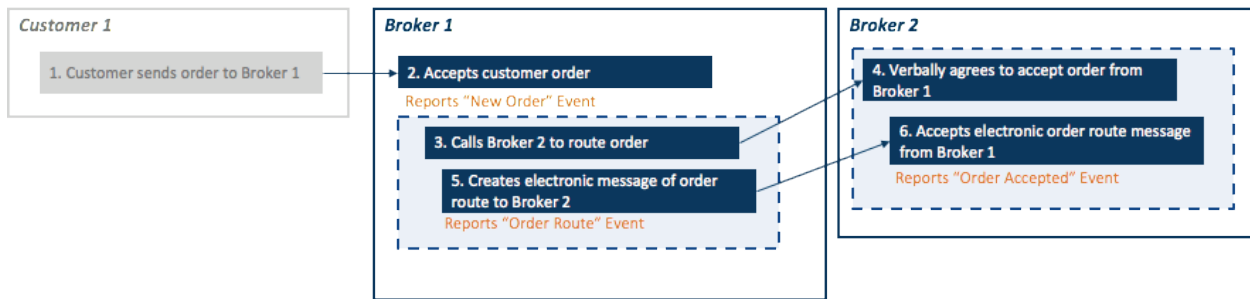 Customer 1
1. Customer sends order to Broker 1
Broker 1
2. Accepts customer order
Reports "New Order" Event
3. Calls Broker 2 to route order
5. Creates electronic message of order
route to Broker 2
Reports "Order Route" Event
Broker 2
4. Verbally agrees to accept order from
Broker 1
6. Accepts electronic order route message
from Broker 1
Reports "Order Accepted" Event